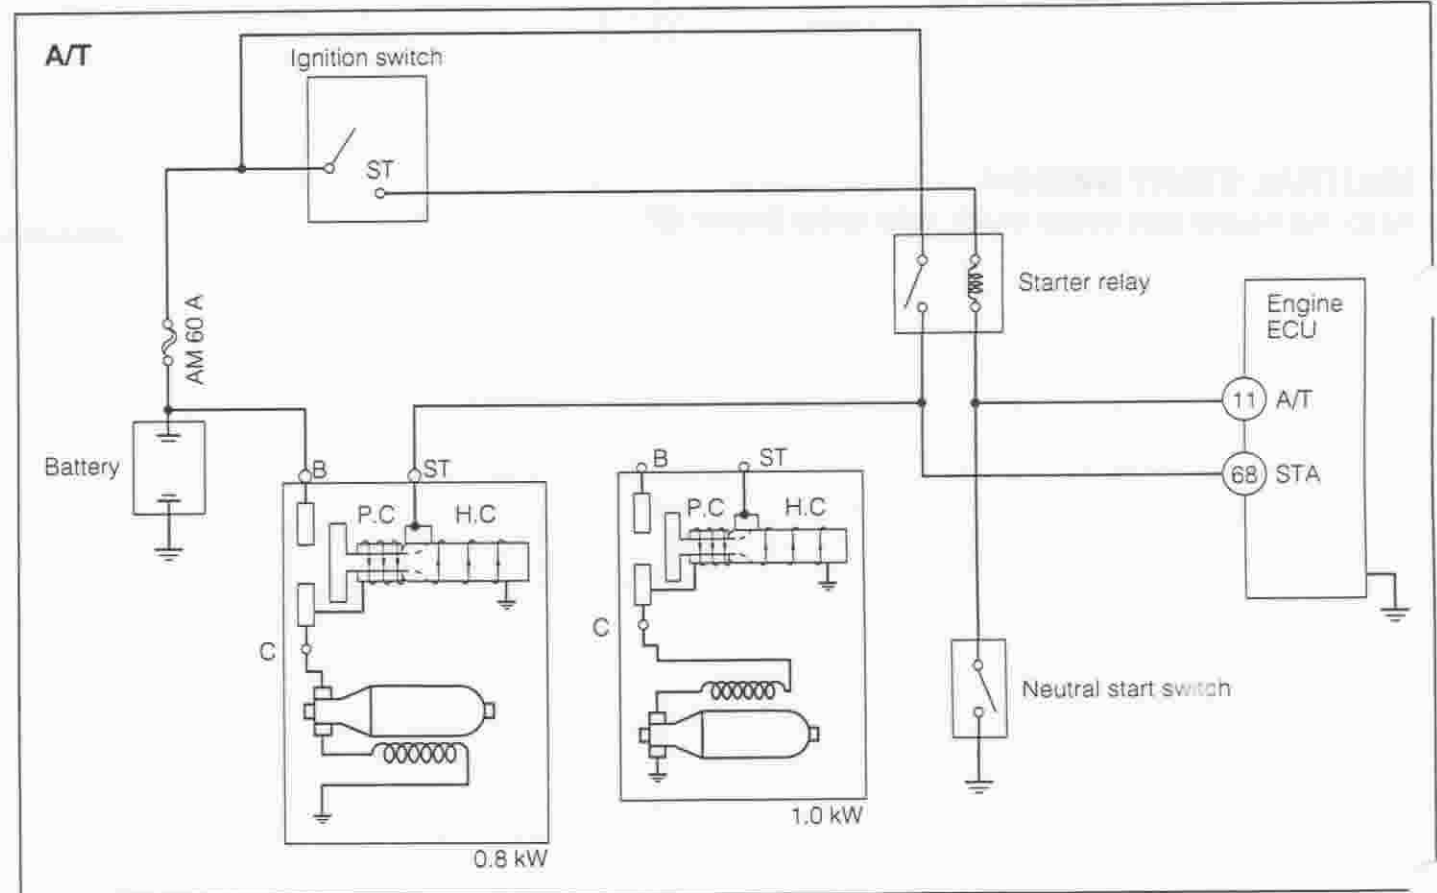 A/T
Ignition switch
ST
AM 60 A
Starter relay
Engine
ECU
11 A/T
68 STA
Battery
B
ST
P.C
H.C
C
0.8 kW
B
ST
P.C
H.C
C
1.0 kW
Neutral start switch